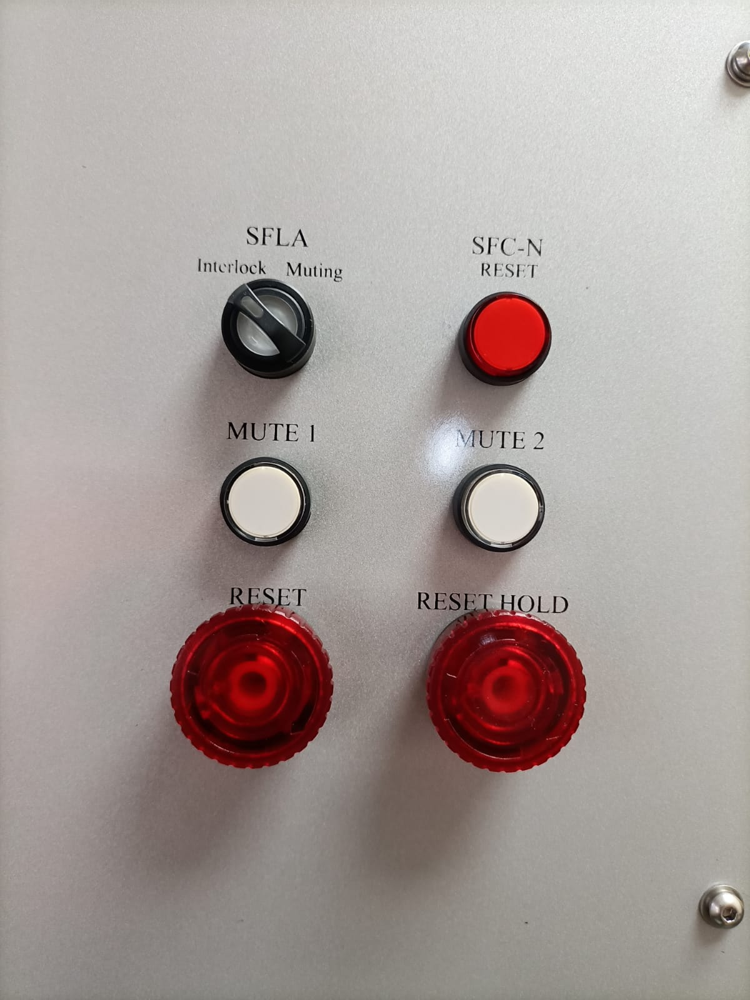 SFLA
Interlock Muting
SFC-N
RESET
MUTE 1
MUTE 2
RESET
RESET HOLD